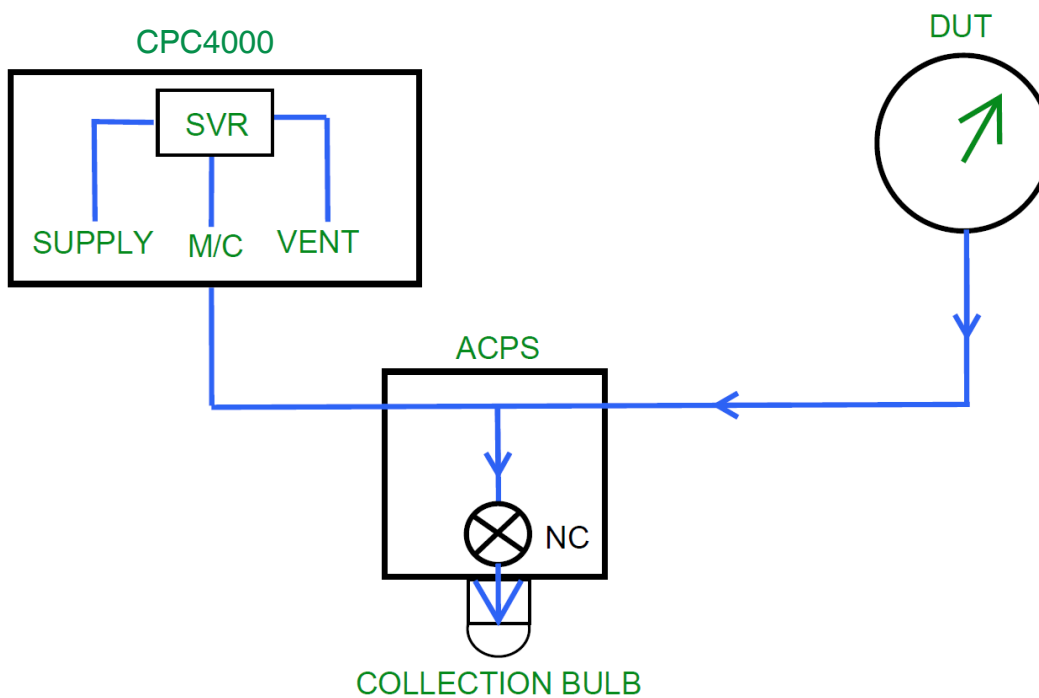 CPC4000
DUT
SVR
SUPPLY
M/C
VENT
ACPS
NC
COLLECTION BULB